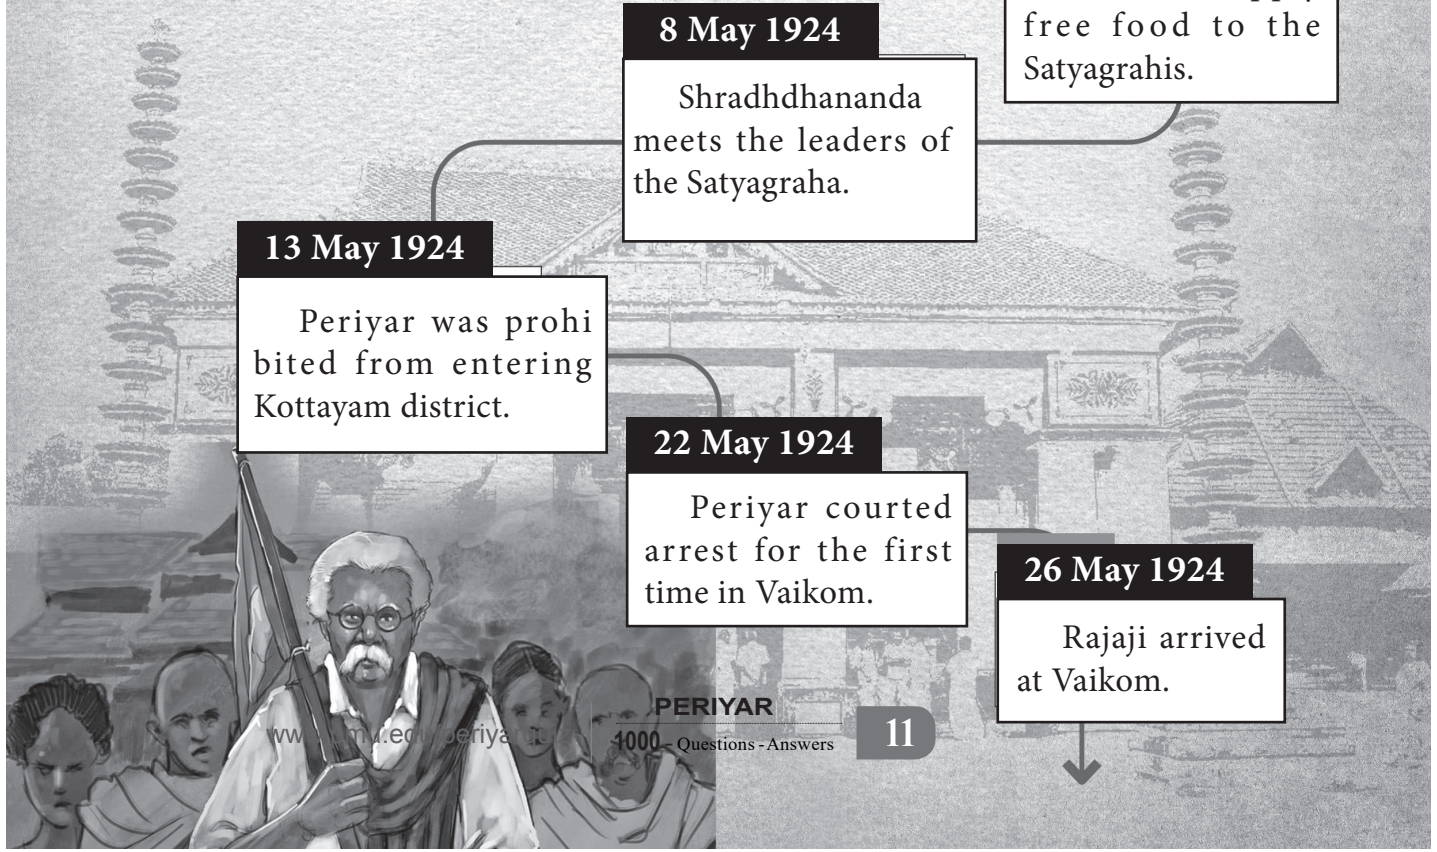 free food to the
Satyagrahis.
8 May 1924
Shradhdhananda
meets the leaders of
the Satyagraha.
13 May 1924
Periyar was prohi
bited from entering
Kottayam district.
22 May 1924
Periyar courted
arrest for the first
time in Vaikom.
26 May 1924
Rajaji arrived
at Vaikom.
PERIYAR
1000 – Questions - Answers
11